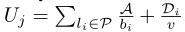 $U_j = \sum_{l_i \in \mathcal{P}} \frac{\mathcal{A}}{b_i} + \frac{\mathcal{D}_i}{v}$